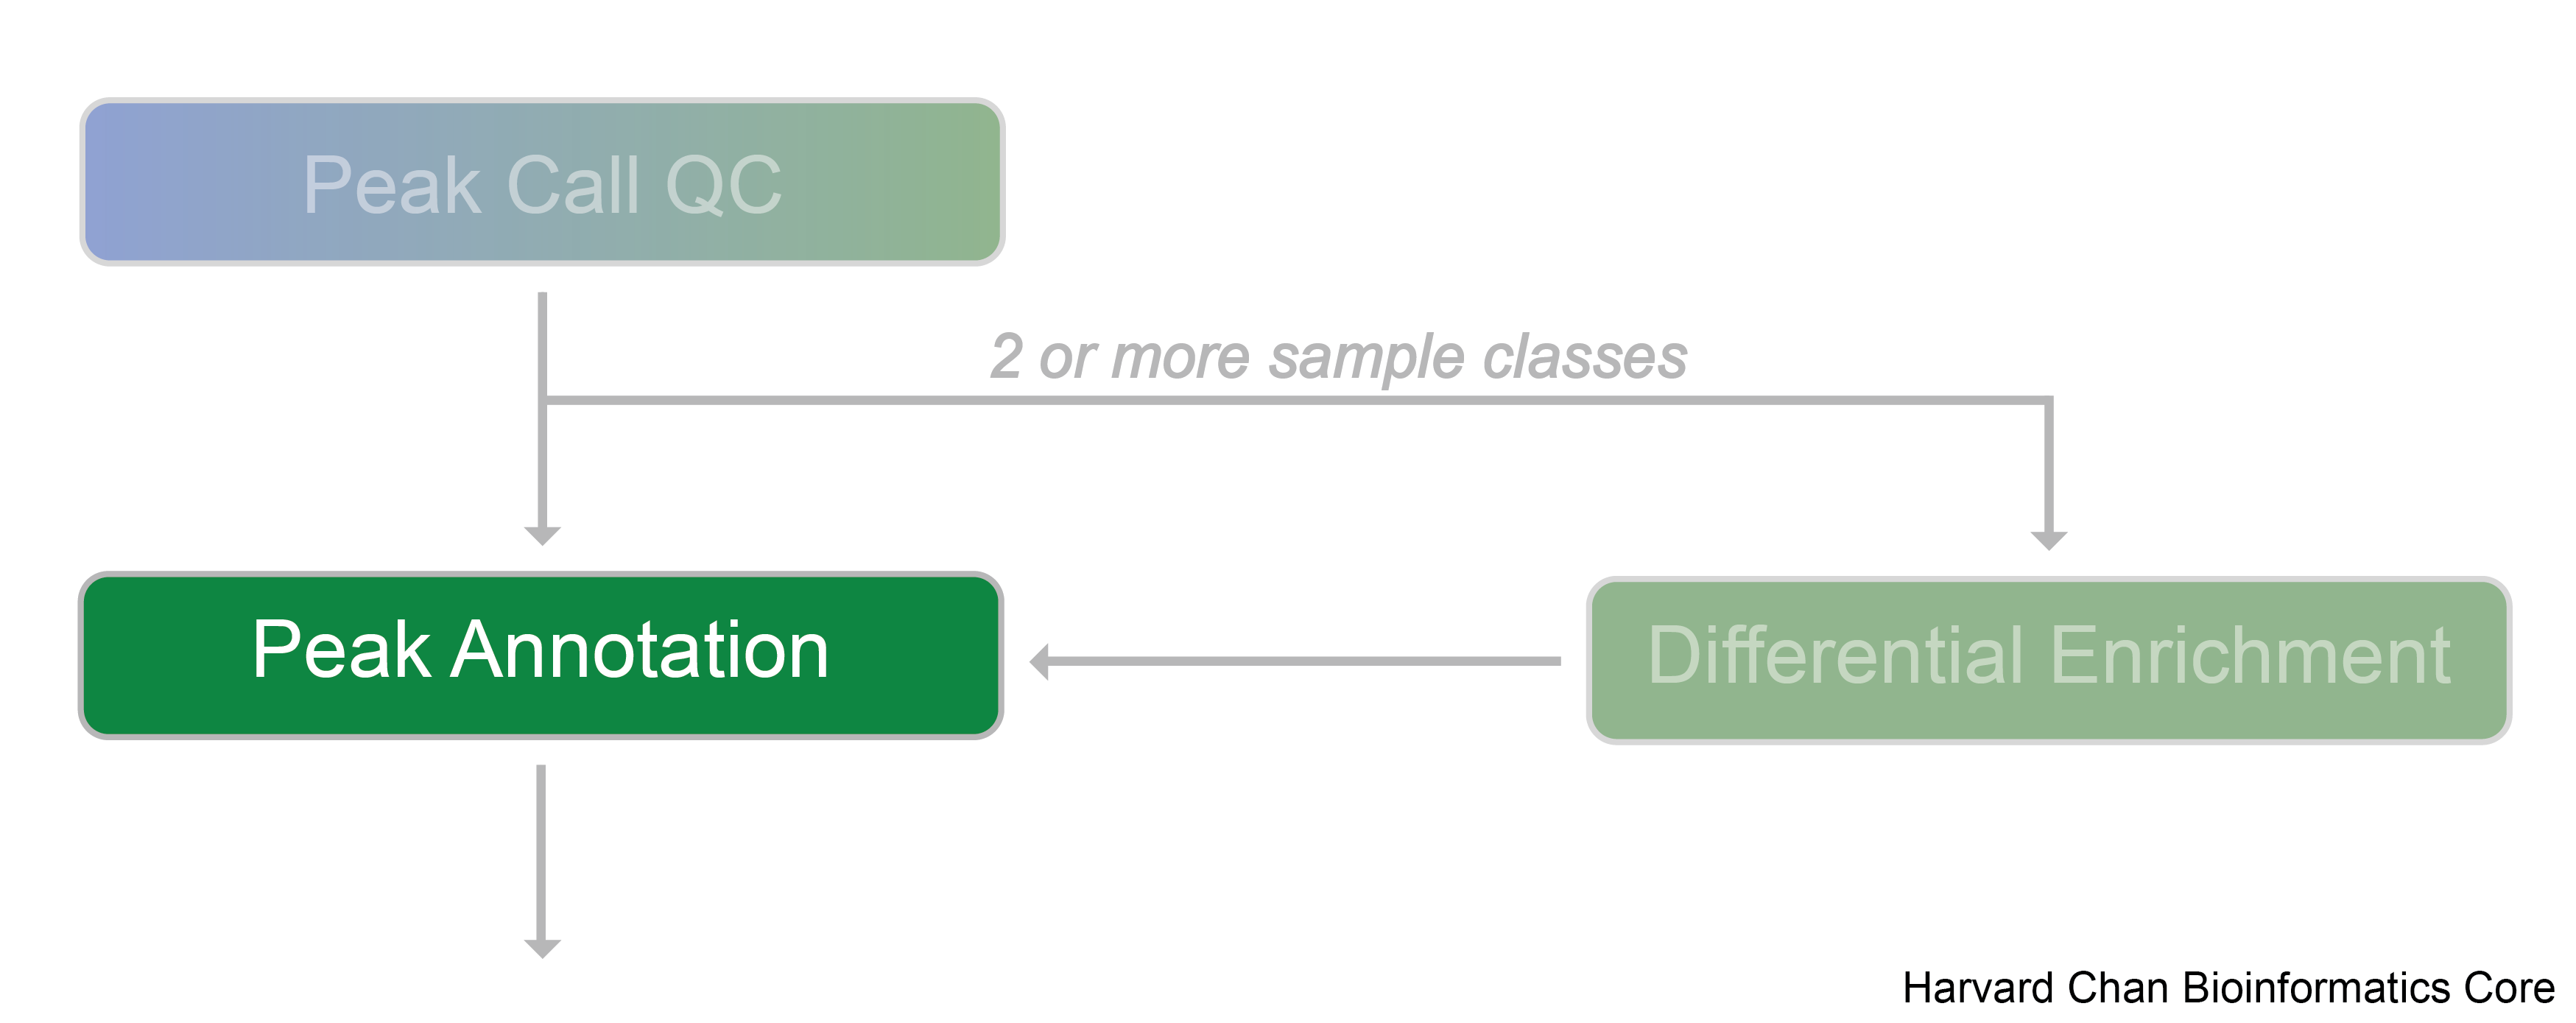 Peak Call QC
2 or more sample classes
Peak Annotation
Differential Enrichment
Harvard Chan Bioinformatics Core